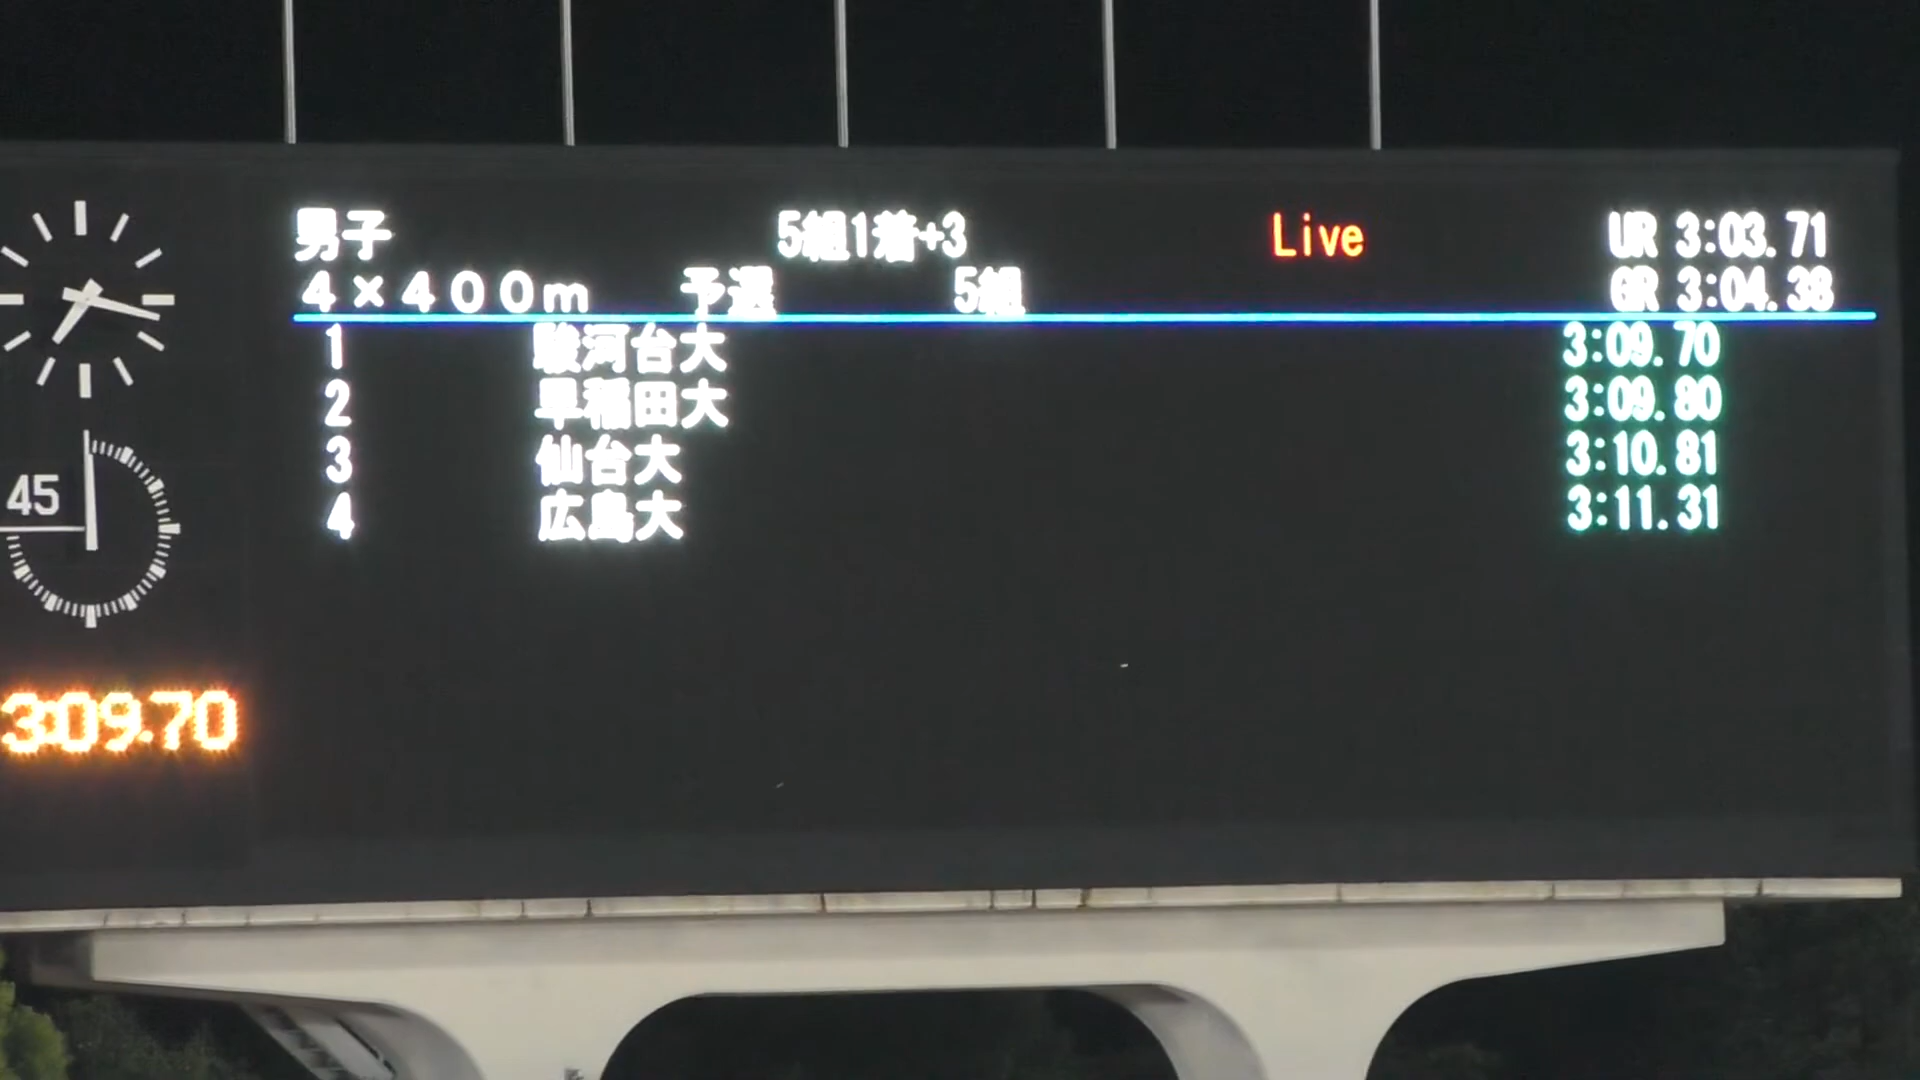 男子 5組1着+3 Live UR 3:03.71
4×400m 予選 5組 GR 3:04.38
1 駿河台大 3:09.70
2 早稲田大 3:09.80
3 仙台大 3:10.81
4 広島大 3:11.31
45
3:09.70